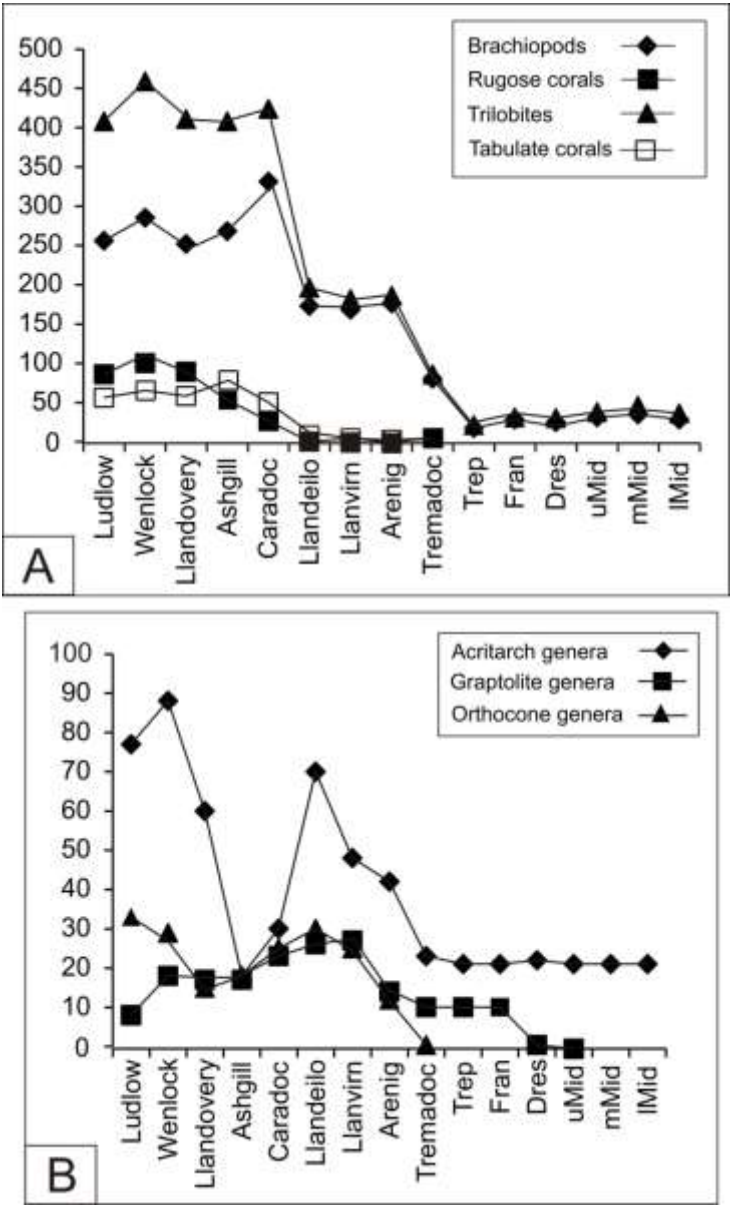 500
450
400
350
300
250
200
150
100
50
0
Brachiopods
Rugose corals
Trilobites
Tabulate corals
Ludlow
Wenlock
Llandovery
Ashgill
Caradoc
Llandeilo
Llanvirn
Arenig
Tremadoc
Trep
Fran
Dres
uMid
mMid
lMid
A
100
90
80
70
60
50
40
30
20
10
0
Acritarch genera
Graptolite genera
Orthocone genera
Ludlow
Wenlock
Llandovery
Ashgill
Caradoc
Llandeilo
Llanvirn
Arenig
Tremadoc
Trep
Fran
Dres
uMid
mMid
lMid
B